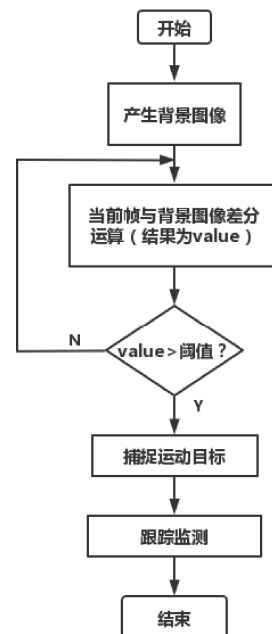 开始
产生背景图像
当前帧与背景图像差分
运算（结果为value）
N
value>阈值？
Y
捕捉运动目标
跟踪监测
结束